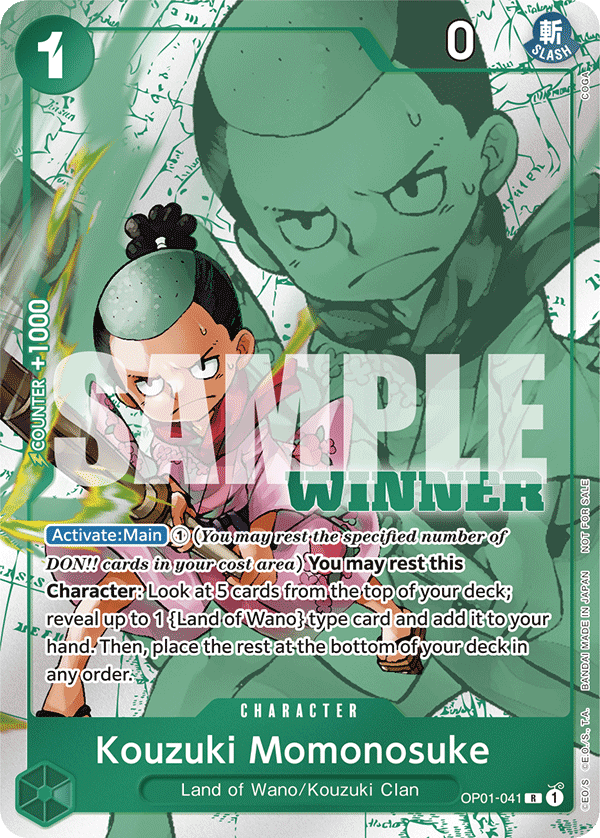 1
0
斬
SLASH
COGA
COUNTER +1000
SAMPLE
WINNER
Activate:Main ① (You may rest the specified number of
DON!! cards in your cost area) You may rest this
Character: Look at 5 cards from the top of your deck;
reveal up to 1 {Land of Wano} type card and add it to your
hand. Then, place the rest at the bottom of your deck in
any order.
CHARACTER
Kouzuki Momonosuke
Land of Wano/Kouzuki Clan
OP01-041 R 1
©E.O/S ©E.O./S., T.A. BANDAI MADE IN JAPAN NOT FOR SALE